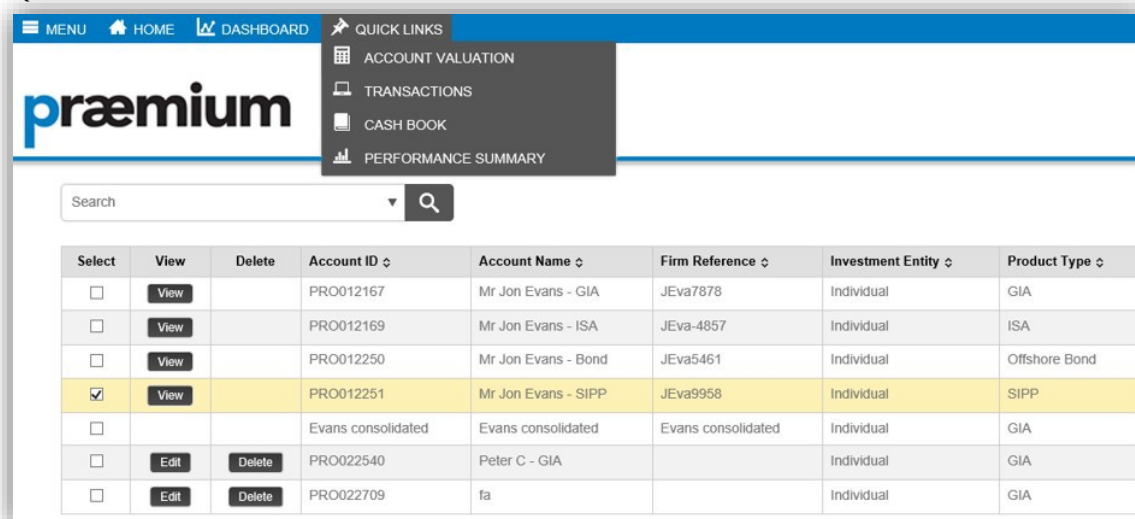 MENU HOME DASHBOARD QUICK LINKS
ACCOUNT VALUATION
TRANSACTIONS
CASH BOOK
PERFORMANCE SUMMARY
præmium
Search
Select View Delete Account ID Account Name Firm Reference Investment Entity Product Type
View PRO012167 Mr Jon Evans - GIA JEva7878 Individual GIA
View PRO012169 Mr Jon Evans - ISA JEva-4857 Individual ISA
View PRO012250 Mr Jon Evans - Bond JEva5461 Individual Offshore Bond
View PRO012251 Mr Jon Evans - SIPP JEva9958 Individual SIPP
Evans consolidated Evans consolidated Evans consolidated Individual GIA
Edit Delete PRO022540 Peter C - GIA Individual GIA
Edit Delete PRO022709 fa Individual GIA